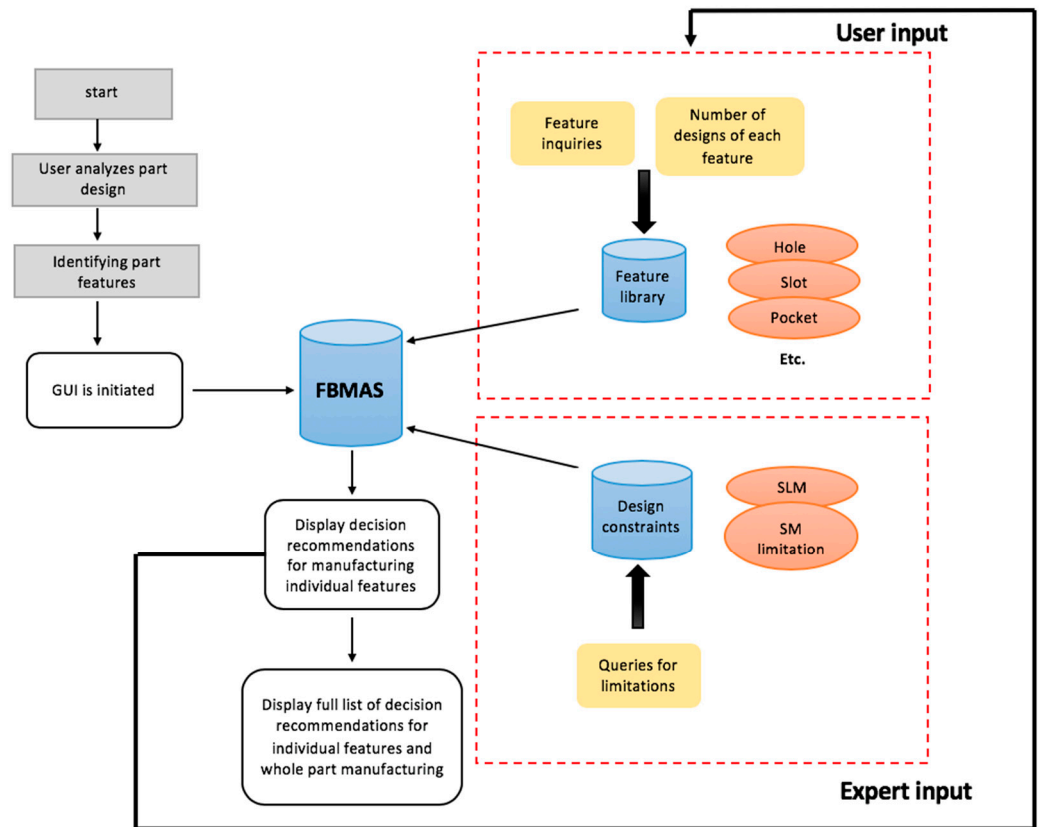 User input
start
User analyzes part
design
Identifying part
features
GUI is initiated
Feature
inquiries
Number of
designs of each
feature
Feature
library
Hole
Slot
Pocket
Etc.
FBMAS
Design
constraints
SLM
SM
limitation
Queries for
limitations
Display decision
recommendations
for manufacturing
individual features
Display full list of decision
recommendations for
individual features and
whole part manufacturing
Expert input